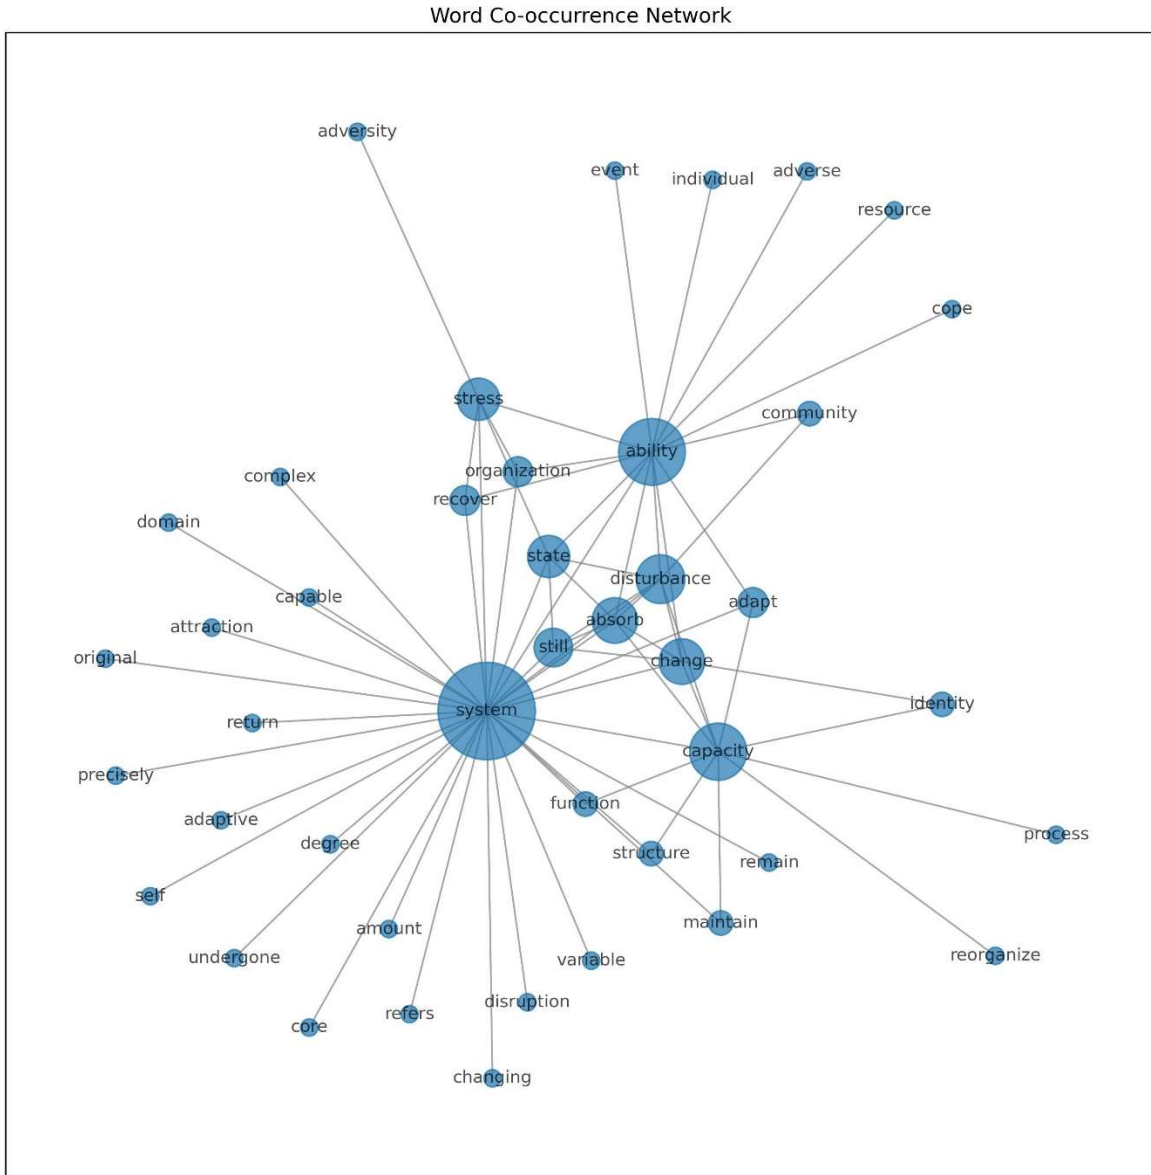 Word Co-occurrence Network
adversity
event
individual
adverse
resource
cope
stress
community
ability
organization
complex
recover
domain
state
disturbance
capable
adapt
absorb
attraction
still
original
change
identity
system
return
capacity
precisely
function
adaptive
process
degree
structure
remain
self
maintain
amount
undergone
variable
reorganize
disruption
refers
core
changing